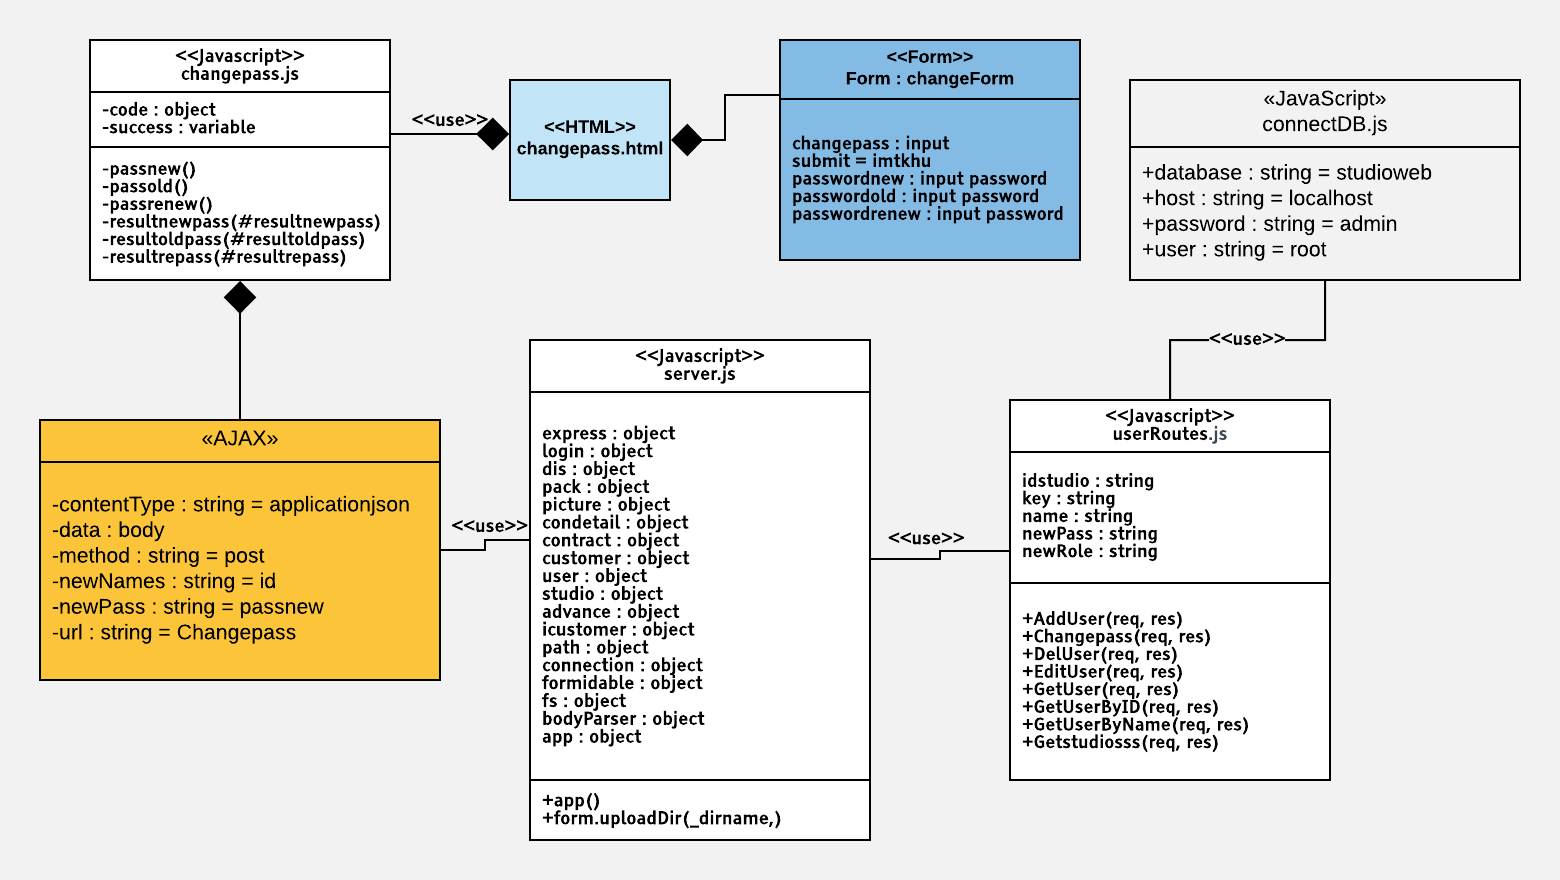 <<Javascript>>
changepass.js
-code : object
-success : variable
-passnew()
-passold()
-passrenew()
-resultnewpass(#resultnewpass)
-resultoldpass(#resultoldpass)
-resultrepass(#resultrepass)
<<use>>
<<HTML>>
changepass.html
<<Form>>
Form : changeForm
changepass : input
submit = imtkhu
passwordnew : input password
passwordold : input password
passwordrenew : input password
«JavaScript»
connectDB.js
+database : string = studioweb
+host : string = localhost
+password : string = admin
+user : string = root
<<use>>
«AJAX»
-contentType : string = applicationjson
-data : body
-method : string = post
-newNames : string = id
-newPass : string = passnew
-url : string = Changepass
<<use>>
<<Javascript>>
server.js
express : object
login : object
dis : object
pack : object
picture : object
condetail : object
contract : object
customer : object
user : object
studio : object
advance : object
icustomer : object
path : object
connection : object
formidable : object
fs : object
bodyParser : object
app : object
+app()
+form.uploadDir(_dirname,)
<<use>>
<<Javascript>>
userRoutes.js
idstudio : string
key : string
name : string
newPass : string
newRole : string
+AddUser(req, res)
+Changepass(req, res)
+DelUser(req, res)
+EditUser(req, res)
+GetUser(req, res)
+GetUserByID(req, res)
+GetUserByName(req, res)
+Getstudiosss(req, res)